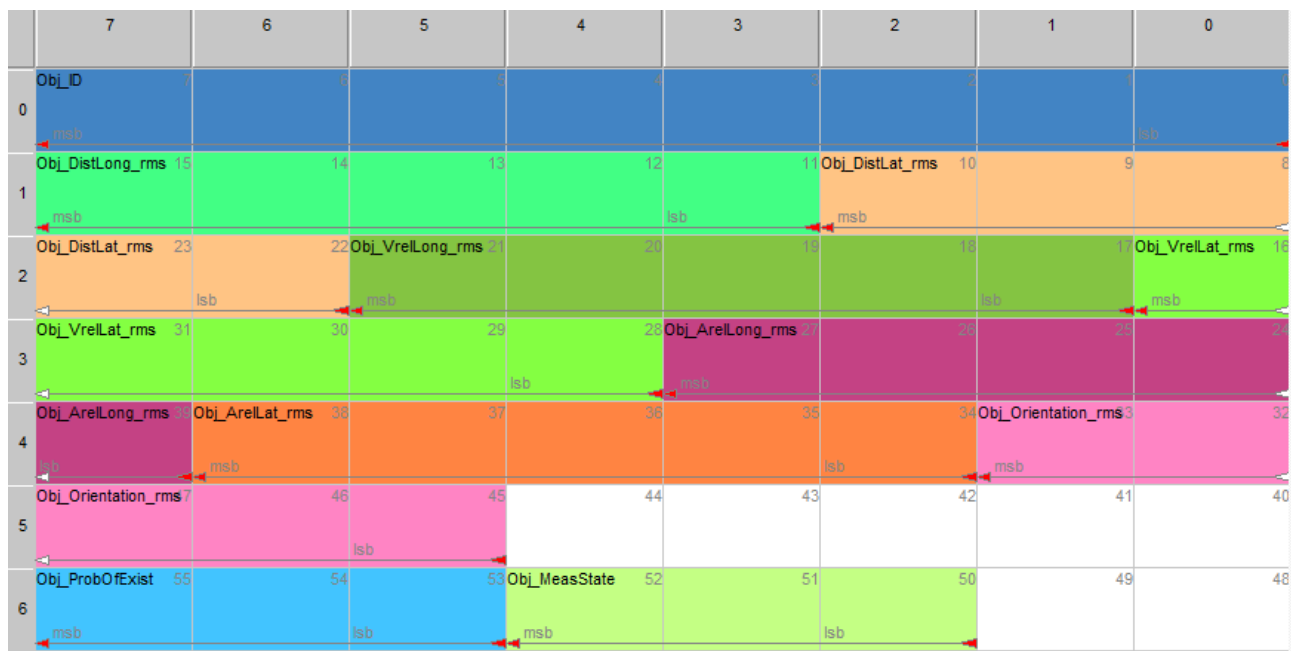 7 6 5 4 3 2 1 0
Obj_ID 7 6 5 4 3 2 1 0
0
msb lsb
Obj_DistLong_rms 15 14 13 12 11 Obj_DistLat_rms 10 9 8
1
msb lsb msb
Obj_DistLat_rms 23 22 Obj_VrelLong_rms 21 20 19 18 17 Obj_VrelLat_rms 16
2
lsb msb lsb msb
Obj_VrelLat_rms 31 30 29 28 Obj_ArelLong_rms 27 26 25 24
3
lsb msb
Obj_ArelLong_rms 39 Obj_ArelLat_rms 38 37 36 35 34 Obj_Orientation_rms 33 32
4
lsb msb lsb msb
Obj_Orientation_rms 47 46 45 44 43 42 41 40
5
lsb
Obj_ProbOfExist 55 54 53 Obj_MeasState 52 51 50 49 48
6
msb lsb msb lsb